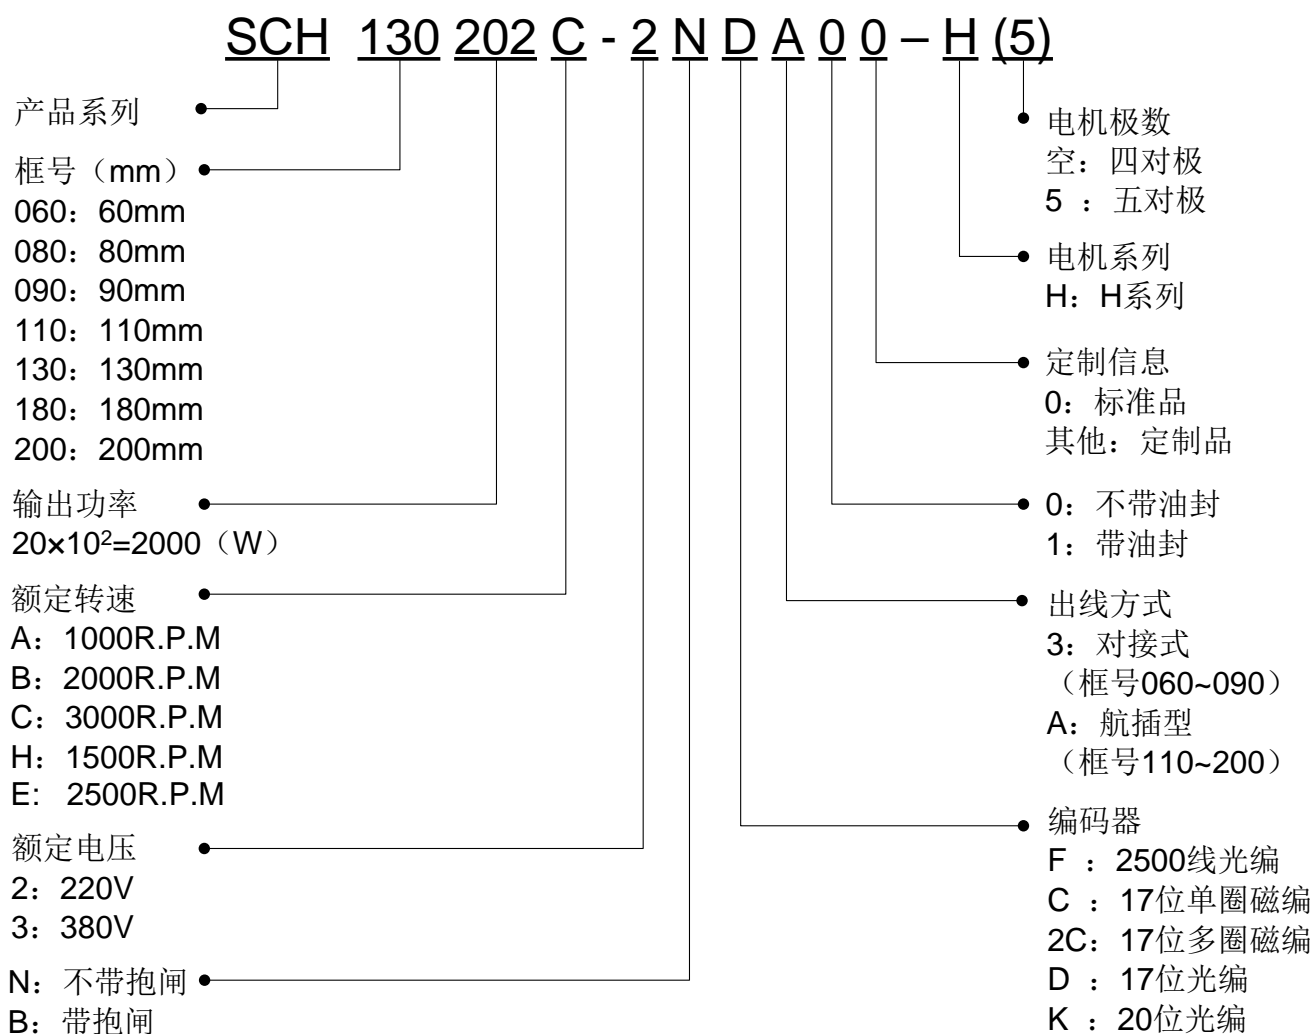 SCH 130 202 C - 2 N D A 0 0 – H (5)
产品系列
框号（mm）
060：60mm
080：80mm
090：90mm
110：110mm
130：130mm
180：180mm
200：200mm
输出功率
20×10²=2000（W）
额定转速
A：1000R.P.M
B：2000R.P.M
C：3000R.P.M
H：1500R.P.M
E: 2500R.P.M
额定电压
2：220V
3：380V
N：不带抱闸
B：带抱闸
电机极数
空：四对极
5 ：五对极
电机系列
H：H系列
定制信息
0：标准品
其他：定制品
0：不带油封
1：带油封
出线方式
3：对接式
（框号060~090）
A：航插型
（框号110~200）
编码器
F ：2500线光编
C ：17位单圈磁编
2C：17位多圈磁编
D ：17位光编
K ：20位光编